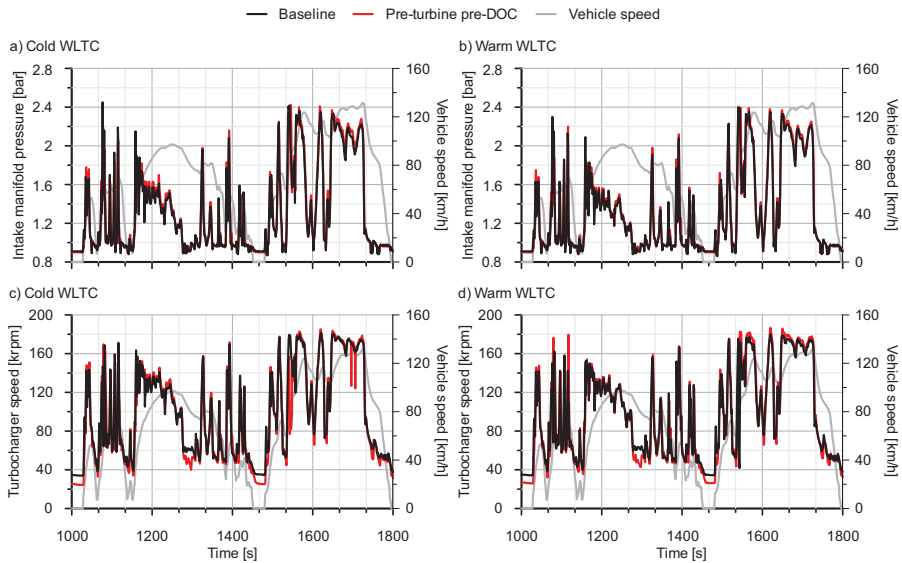 Baseline Pre-turbine pre-DOC Vehicle speed
a) Cold WLTC
b) Warm WLTC
2.8
2.4
2
1.6
1.2
0.8
Intake manifold pressure [bar]
160
120
80
40
0
Vehicle speed [km/h]
2.8
2.4
2
1.6
1.2
0.8
Intake manifold pressure [bar]
160
120
80
40
0
Vehicle speed [km/h]
c) Cold WLTC
d) Warm WLTC
200
160
120
80
40
0
Turbocharger speed [krpm]
160
120
80
40
0
Vehicle speed [km/h]
1000 1200 1400 1600 1800
Time [s]
200
160
120
80
40
0
Turbocharger speed [krpm]
160
120
80
40
0
Vehicle speed [km/h]
1000 1200 1400 1600 1800
Time [s]